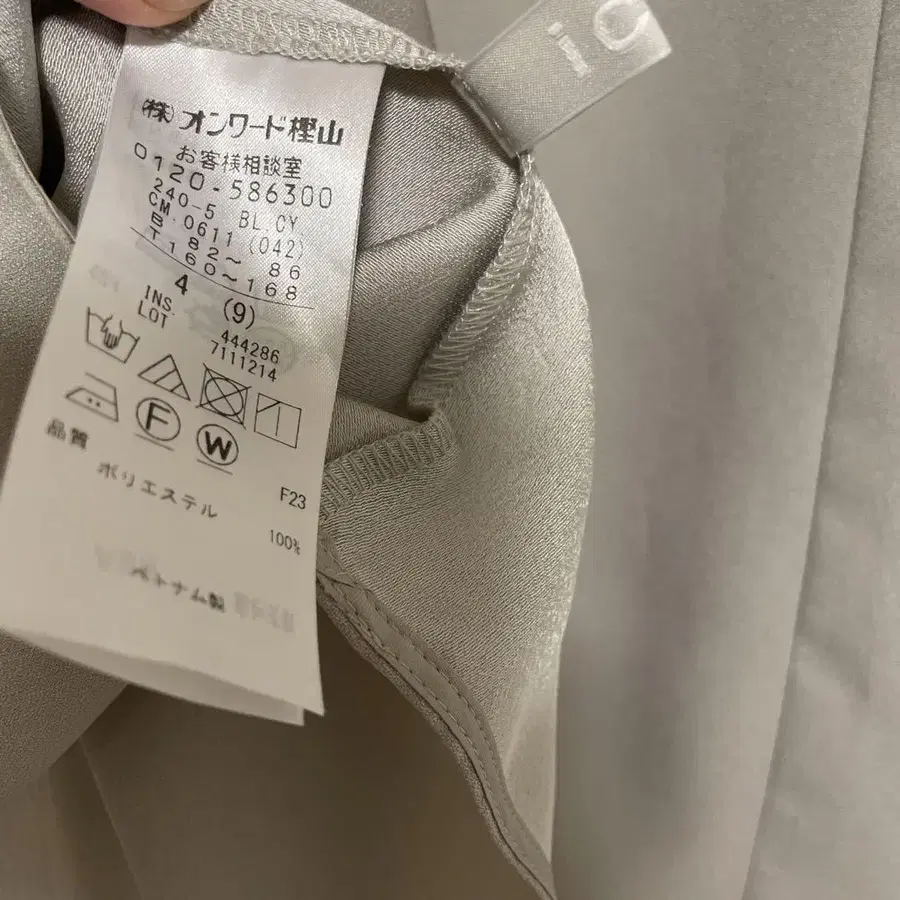 ic
(株)オンワード樫山
お客様相談室
0120-586300
240-5 BL.CY.
CM.0611 (042)
B 82～ 86
T 160～168
4 (9)
INS. 444286
LOT 7111214
F W
品質 F23
ポリエステル 100%
ベトナム製